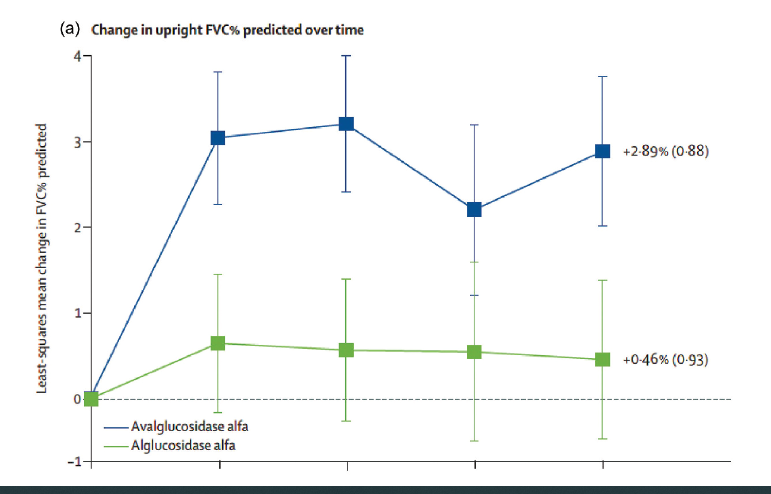 (a) Change in upright FVC% predicted over time
Least-squares mean change in FVC% predicted
4
3
2
1
0
–1
+2·89% (0·88)
+0·46% (0·93)
Avalglucosidase alfa
Alglucosidase alfa